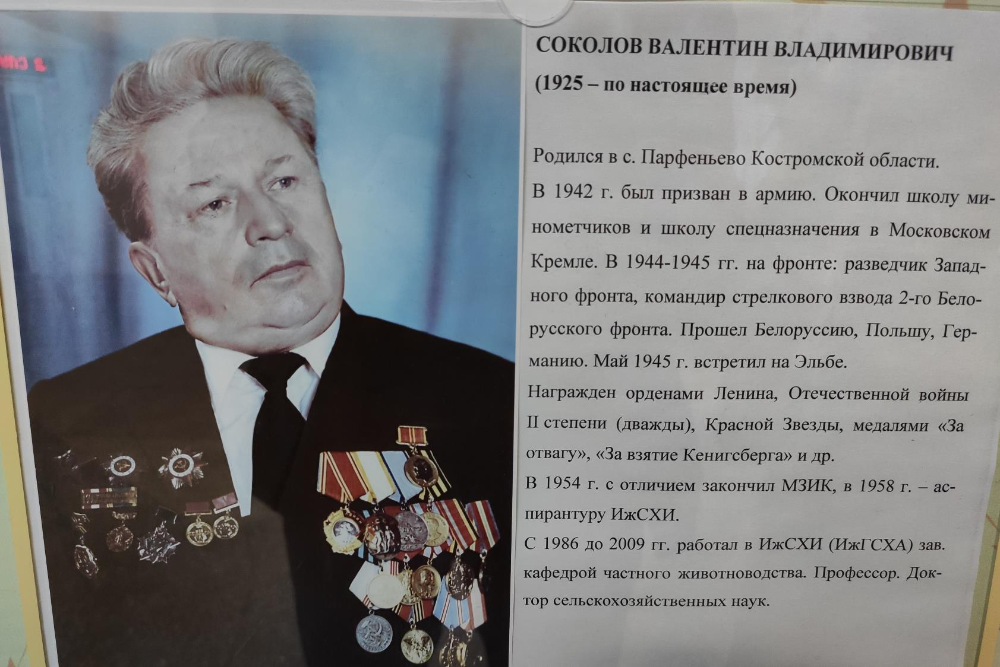 СОКОЛОВ ВАЛЕНТИН ВЛАДИМИРОВИЧ
(1925 – по настоящее время)
Родился в с. Парфеньево Костромской области.
В 1942 г. был призван в армию. Окончил школу ми-
нометчиков и школу спецназначения в Московском
Кремле. В 1944-1945 гг. на фронте: разведчик Запад-
ного фронта, командир стрелкового взвода 2-го Бело-
русского фронта. Прошел Белоруссию, Польшу, Гер-
манию. Май 1945 г. встретил на Эльбе.
Награжден орденами Ленина, Отечественной войны
II степени (дважды), Красной Звезды, медалями «За
отвагу», «За взятие Кенигсберга» и др.
В 1954 г. с отличием закончил МЗИК, в 1958 г. – ас-
пирантуру ИжСХИ.
С 1986 до 2009 гг. работал в ИжСХИ (ИжГСХА) зав.
кафедрой частного животноводства. Профессор. Док-
тор сельскохозяйственных наук.